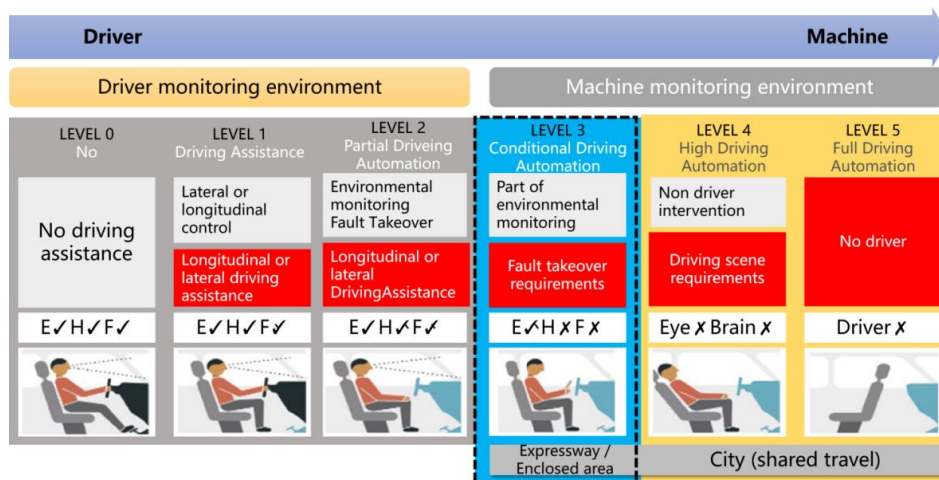 Driver
Machine
Driver monitoring environment
Machine monitoring environment
LEVEL 0
No
LEVEL 1
Driving Assistance
LEVEL 2
Partial Driveing
Automation
LEVEL 3
Conditional Driving
Automation
LEVEL 4
High Driving
Automation
LEVEL 5
Full Driving
Automation
No driving
assistance
Lateral or
longitudinal
control
Longitudinal or
lateral driving
assistance
Environmental
monitoring
Fault Takeover
Longitudinal or
lateral
DrivingAssistance
Part of
environmental
monitoring
Fault takeover
requirements
Non driver
intervention
Driving scene
requirements
No driver
E✓H✓F✓
E✓H✓F✓
E✓H✓F✓
E✓H✗F✗
Eye✗Brain✗
Driver✗
Expressway /
Enclosed area
City (shared travel)